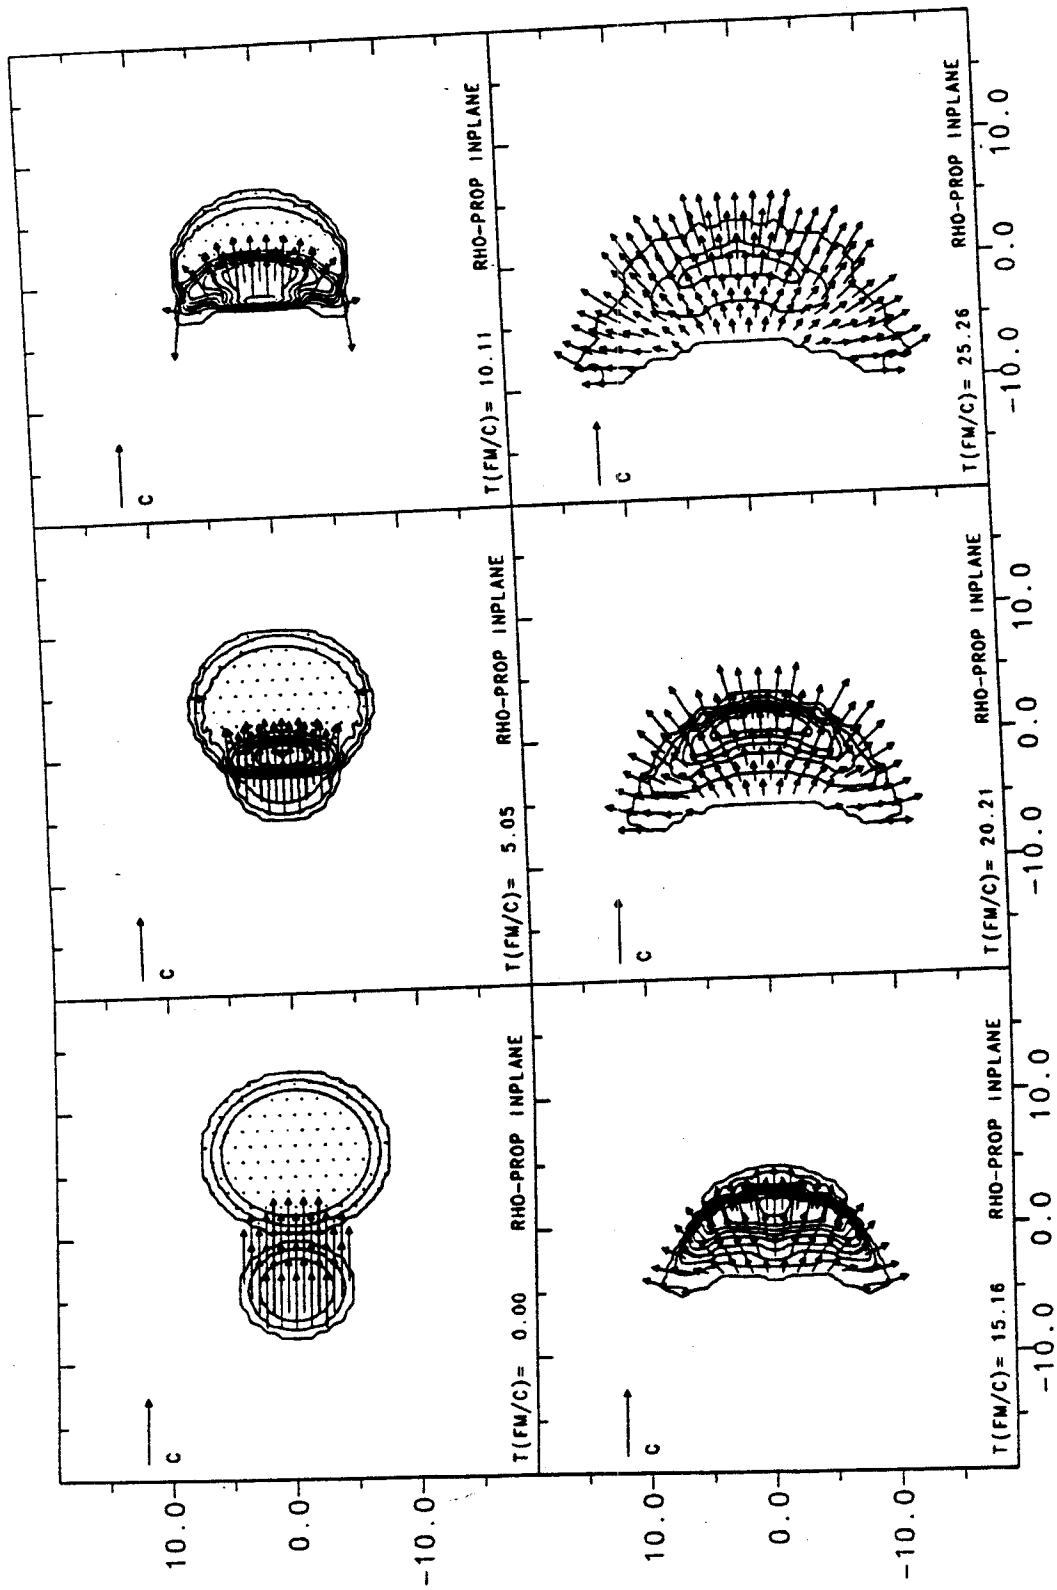 C
C
C
10.0
0.0
-10.0
T(FM/C)= 0.00 RHO-PROP INPLANE
T(FM/C)= 5.05 RHO-PROP INPLANE
T(FM/C)= 10.11 RHO-PROP INPLANE
C
C
C
10.0
0.0
-10.0
T(FM/C)= 15.16 RHO-PROP INPLANE
T(FM/C)= 20.21 RHO-PROP INPLANE
T(FM/C)= 25.26 RHO-PROP INPLANE
-10.0 0.0 10.0
-10.0 0.0 10.0
-10.0 0.0 10.0